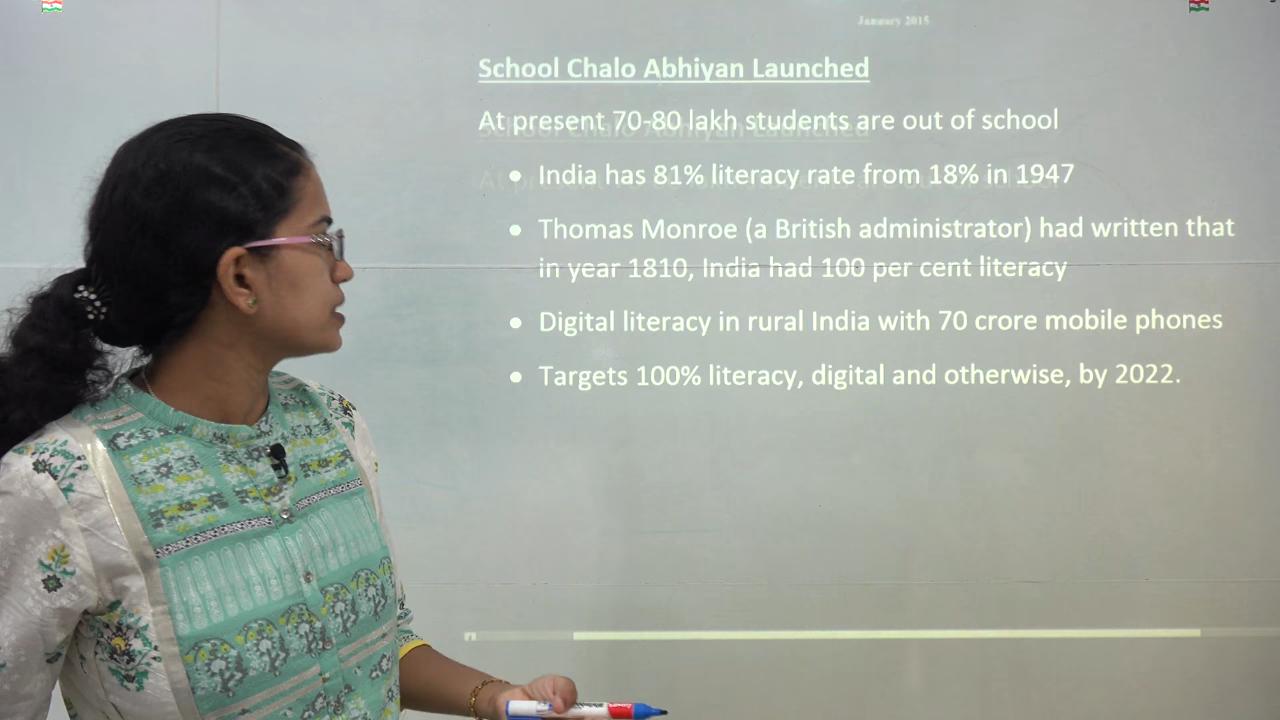 January 2015
School Chalo Abhiyan Launched
At present 70-80 lakh students are out of school
• India has 81% literacy rate from 18% in 1947
• Thomas Monroe (a British administrator) had written that
in year 1810, India had 100 per cent literacy
• Digital literacy in rural India with 70 crore mobile phones
• Targets 100% literacy, digital and otherwise, by 2022.